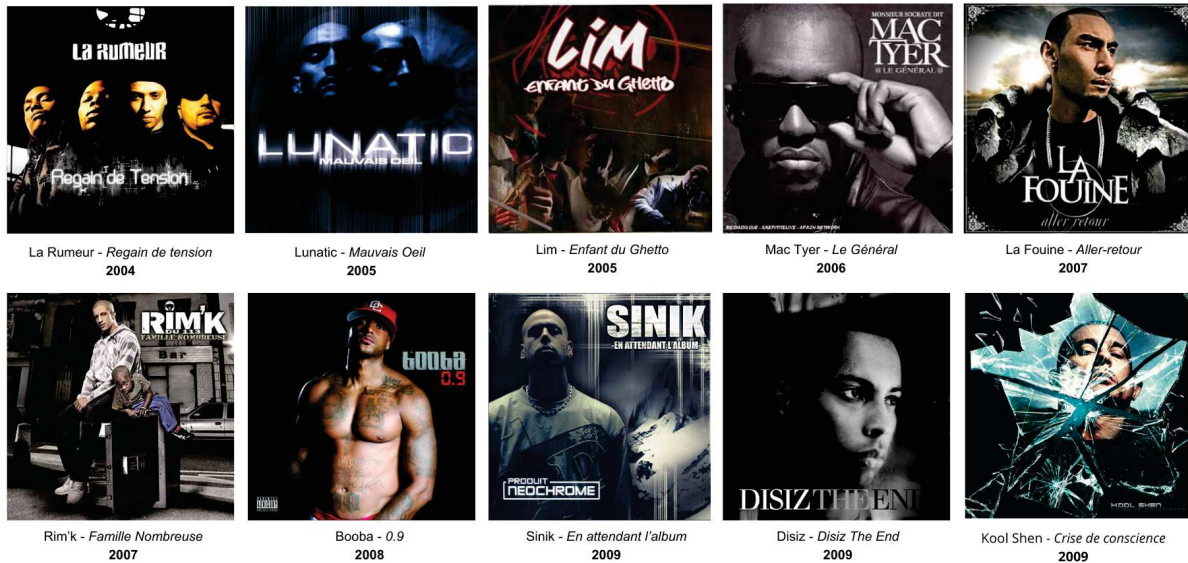 LA RUMEUR
Regain de Tension
LUNATIC
MAUVAIS OEIL
LiM
ENFANT DU GHETTO
MONSIEUR SOCRATE DIT
MAC
TYER
LE GÉNÉRAL
MEDIADISQUE - SINEPITITELIVE - APACH NETWORK
LA
FOUINE
aller retour
La Rumeur - Regain de tension
2004
Lunatic - Mauvais Oeil
2005
Lim - Enfant du Ghetto
2005
Mac Tyer - Le Général
2006
La Fouine - Aller-retour
2007
RIM'K
DU 113
FAMILLE NOMBREUSE
Bar
booba
0.9
SINIK
-EN ATTENDANT L'ALBUM-
PRODUIT
NEOCHROME
DISIZ THE END
KOOL SHEN
Rim'k - Famille Nombreuse
2007
Booba - 0.9
2008
Sinik - En attendant l'album
2009
Disiz - Disiz The End
2009
Kool Shen - Crise de conscience
2009